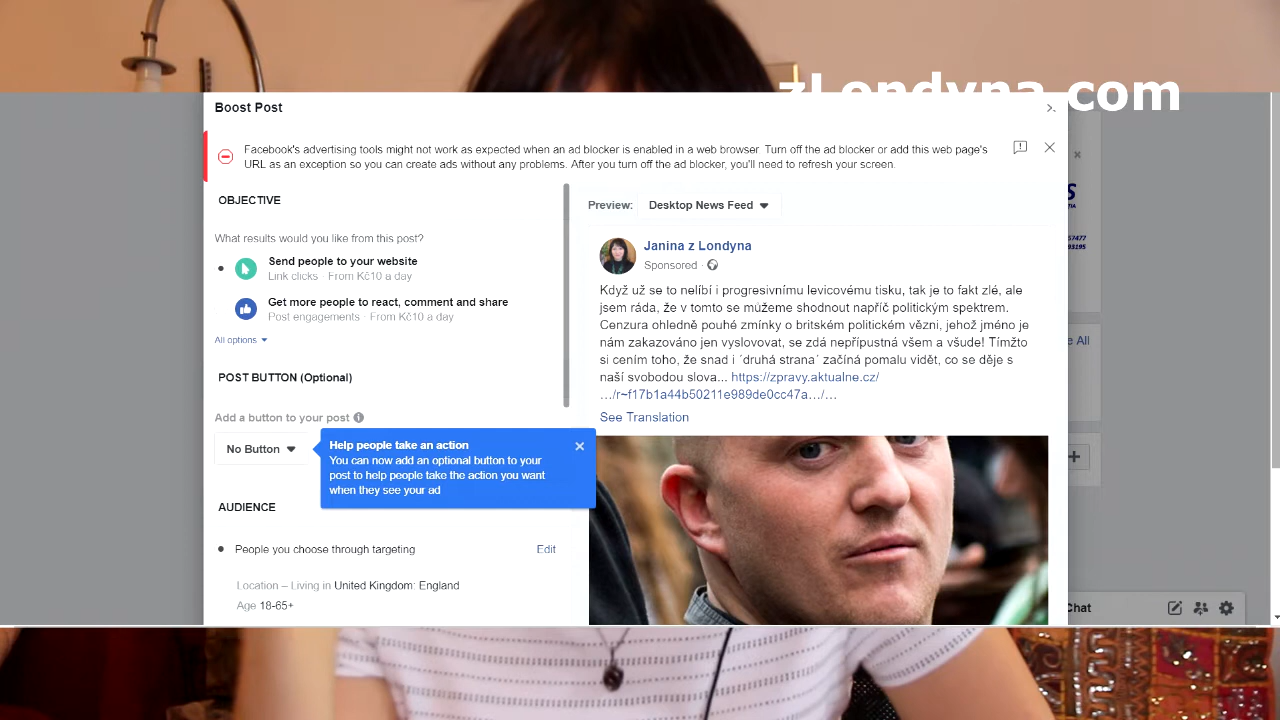 zLondyna.com
Boost Post
Facebook's advertising tools might not work as expected when an ad blocker is enabled in a web browser. Turn off the ad blocker or add this web page's
URL as an exception so you can create ads without any problems. After you turn off the ad blocker, you'll need to refresh your screen.
OBJECTIVE
What results would you like from this post?
Send people to your website
Link clicks · From Kč10 a day
Get more people to react, comment and share
Post engagements · From Kč10 a day
All options
POST BUTTON (Optional)
Add a button to your post
No Button
Help people take an action
You can now add an optional button to your
post to help people take the action you want
when they see your ad
AUDIENCE
People you choose through targeting
Edit
Location – Living in United Kingdom: England
Age 18-65+
Preview: Desktop News Feed
Janina z Londyna
Sponsored ·
Když už se to nelíbí i progresivnímu levicovému tisku, tak je to fakt zlé, ale
jsem ráda, že v tomto se můžeme shodnout napříč politickým spektrem.
Cenzura ohledně pouhé zmínky o britském politickém vězni, jehož jméno je
nám zakazováno jen vyslovovat, se zdá nepřípustná všem a všude! Tímžto
si cením toho, že snad i ´druhá strana´ začíná pomalu vidět, co se děje s
naší svobodou slova... https://zpravy.aktualne.cz/
…/r~f17b1a44b50211e989de0cc47a…/…
See Translation
S
TIA
57477
93195
e All
Chat